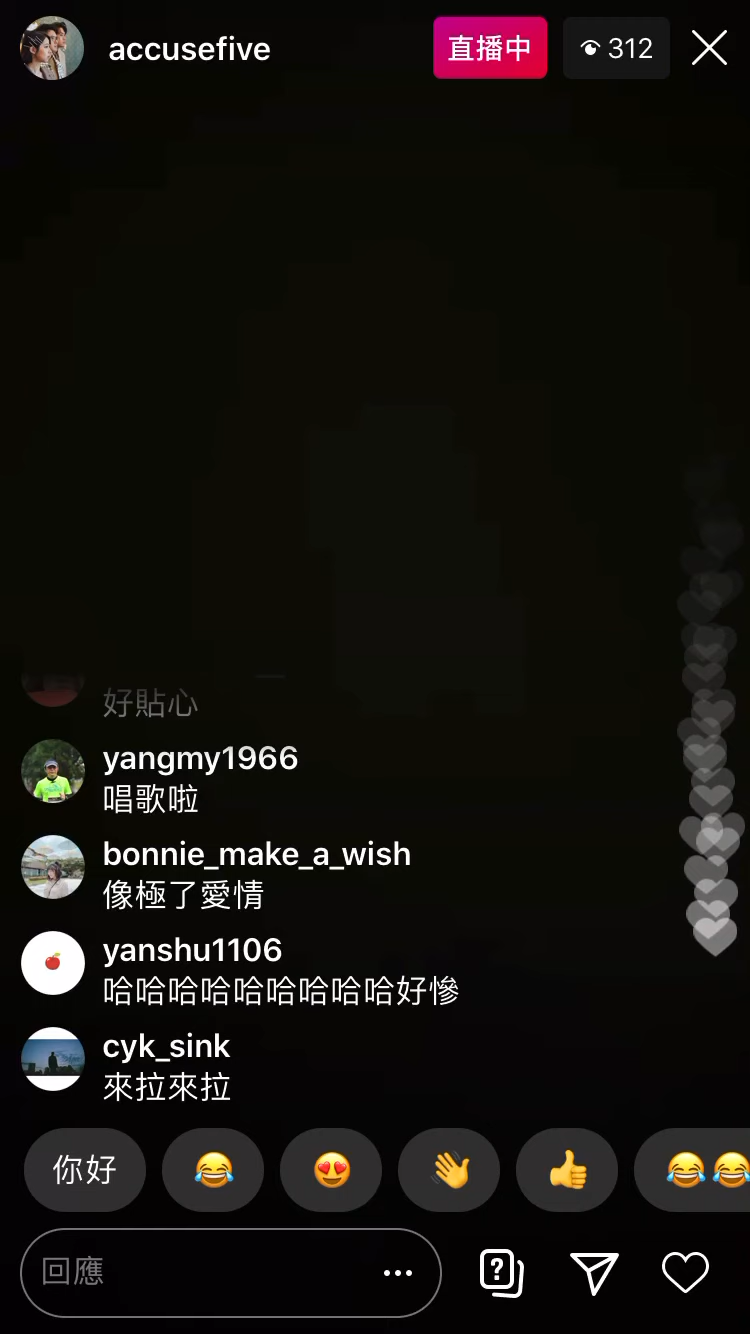 accusefive
直播中
312
好貼心
yangmy1966
唱歌啦
bonnie_make_a_wish
像極了愛情
yanshu1106
哈哈哈哈哈哈哈哈哈好慘
cyk_sink
來拉來拉
你好
回應